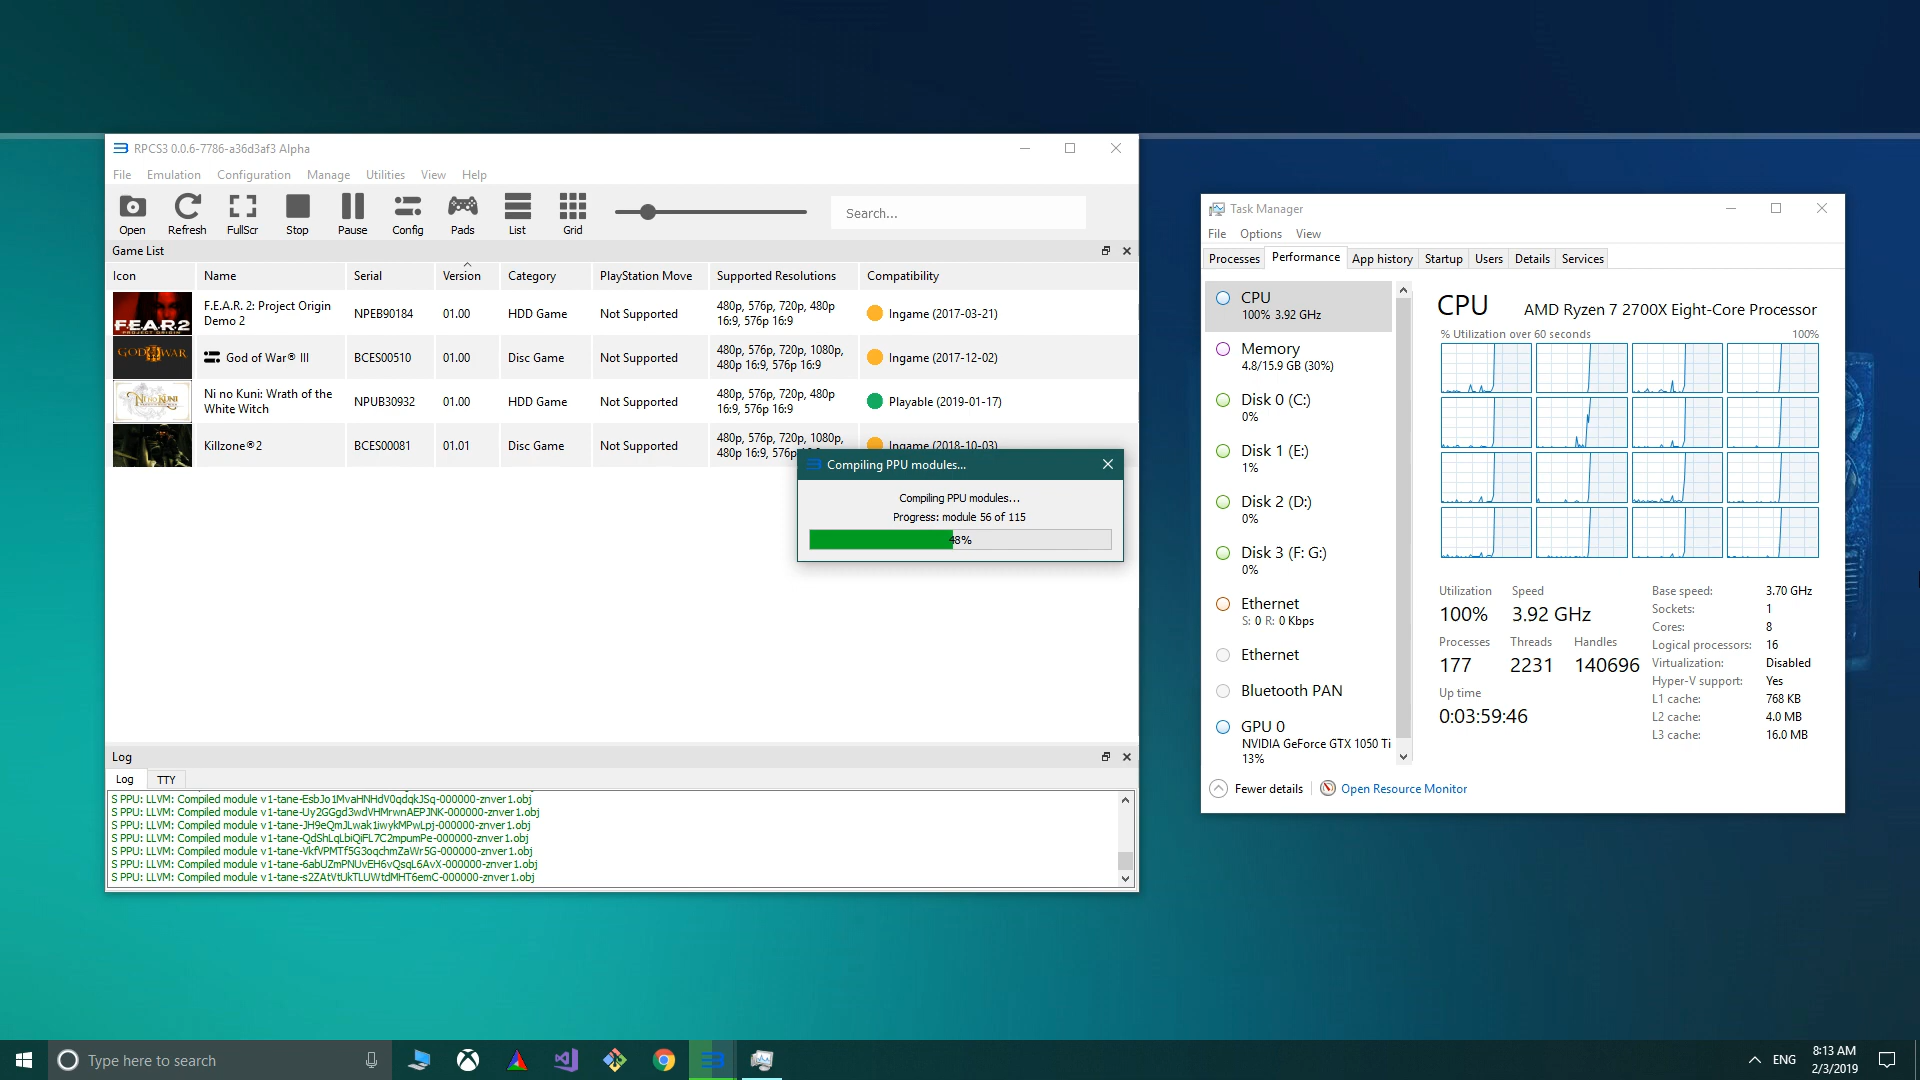 RPCS3 0.0.6-7786-a36d3af3 Alpha
File Emulation Configuration Manage Utilities View Help
Open Refresh FullScr Stop Pause Config Pads List Grid
Search...
Game List
Icon Name Serial Version Category PlayStation Move Supported Resolutions Compatibility
FEAR2
PROJECT ORIGIN
F.E.A.R. 2: Project Origin
Demo 2
NPEB90184 01.00 HDD Game Not Supported
480p, 576p, 720p, 480p
16:9, 576p 16:9
Ingame (2017-03-21)
GOD WAR
God of War® III
BCES00510 01.00 Disc Game Not Supported
480p, 576p, 720p, 1080p,
480p 16:9, 576p 16:9
Ingame (2017-12-02)
NI NO KUNI
Ni no Kuni: Wrath of the
White Witch
NPUB30932 01.00 HDD Game Not Supported
480p, 576p, 720p, 480p
16:9, 576p 16:9
Playable (2019-01-17)
Killzone®2
BCES00081 01.01 Disc Game Not Supported
480p, 576p, 720p, 1080p,
480p 16:9, 576p
Ingame (2018-10-03)
Compiling PPU modules...
Compiling PPU modules...
Progress: module 56 of 115
48%
Log
Log TTY
S PPU: LLVM: Compiled module v1-tane-EsbJo1MvaHNHdV0qdqkJSq-000000-znver1.obj
S PPU: LLVM: Compiled module v1-tane-Uy2GGgd3wdVHMrwnAEPJNK-000000-znver1.obj
S PPU: LLVM: Compiled module v1-tane-JH9eQmJLwak1iwykMPwLpj-000000-znver1.obj
S PPU: LLVM: Compiled module v1-tane-QdShLqLbiQiFL7C2mpumPe-000000-znver1.obj
S PPU: LLVM: Compiled module v1-tane-VkfVPMTf5G3oqchmZaWr5G-000000-znver1.obj
S PPU: LLVM: Compiled module v1-tane-6abUZmPNUvEH6vQsqL6AvX-000000-znver1.obj
S PPU: LLVM: Compiled module v1-tane-s2ZAtVtUkTLUWtdMHT6emC-000000-znver1.obj
Task Manager
File Options View
Processes Performance App history Startup Users Details Services
CPU
100% 3.92 GHz
Memory
4.8/15.9 GB (30%)
Disk 0 (C:)
0%
Disk 1 (E:)
1%
Disk 2 (D:)
0%
Disk 3 (F: G:)
0%
Ethernet
S: 0 R: 0 Kbps
Ethernet
Bluetooth PAN
GPU 0
NVIDIA GeForce GTX 1050 Ti
13%
CPU AMD Ryzen 7 2700X Eight-Core Processor
% Utilization over 60 seconds 100%
Utilization Speed
100% 3.92 GHz
Processes Threads Handles
177 2231 140696
Up time
0:03:59:46
Base speed: 3.70 GHz
Sockets: 1
Cores: 8
Logical processors: 16
Virtualization: Disabled
Hyper-V support: Yes
L1 cache: 768 KB
L2 cache: 4.0 MB
L3 cache: 16.0 MB
Fewer details Open Resource Monitor
Type here to search
ENG
8:13 AM
2/3/2019